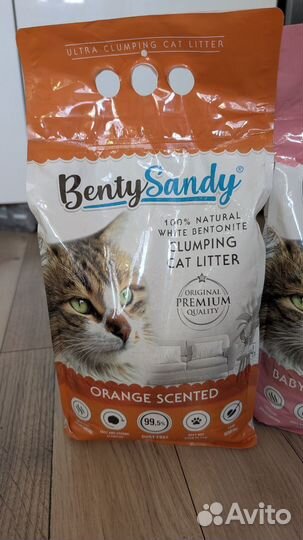 ULTRA CLUMPING CAT LITTER
BentySandy®
100% NATURAL
WHITE BENTONITE
CLUMPING
CAT LITTER
ORIGINAL
PREMIUM
QUALITY
ORANGE SCENTED
BABY
99,5%
DUST FREE
Avito